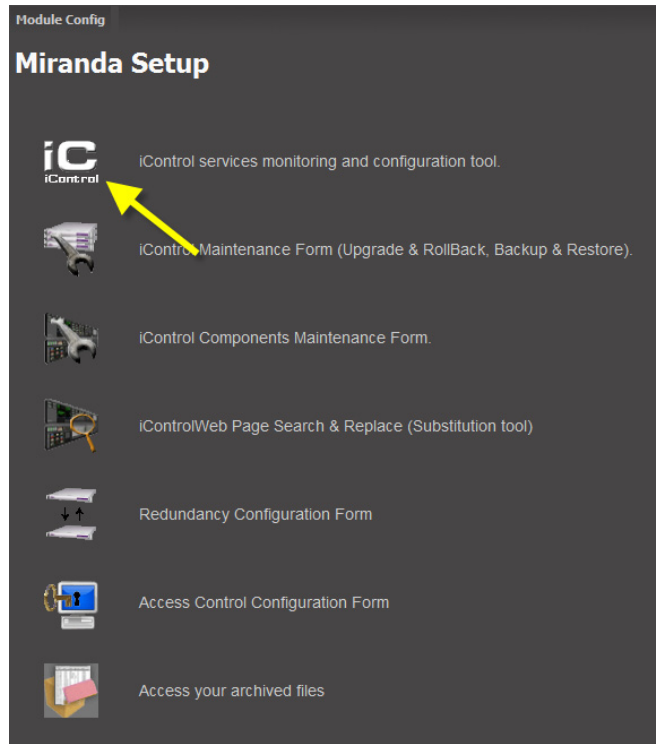 Module Config
Miranda Setup
iC
iControl
iControl services monitoring and configuration tool.
iControl Maintenance Form (Upgrade & RollBack, Backup & Restore).
iControl Components Maintenance Form.
iControlWeb Page Search & Replace (Substitution tool)
Redundancy Configuration Form
Access Control Configuration Form
Access your archived files